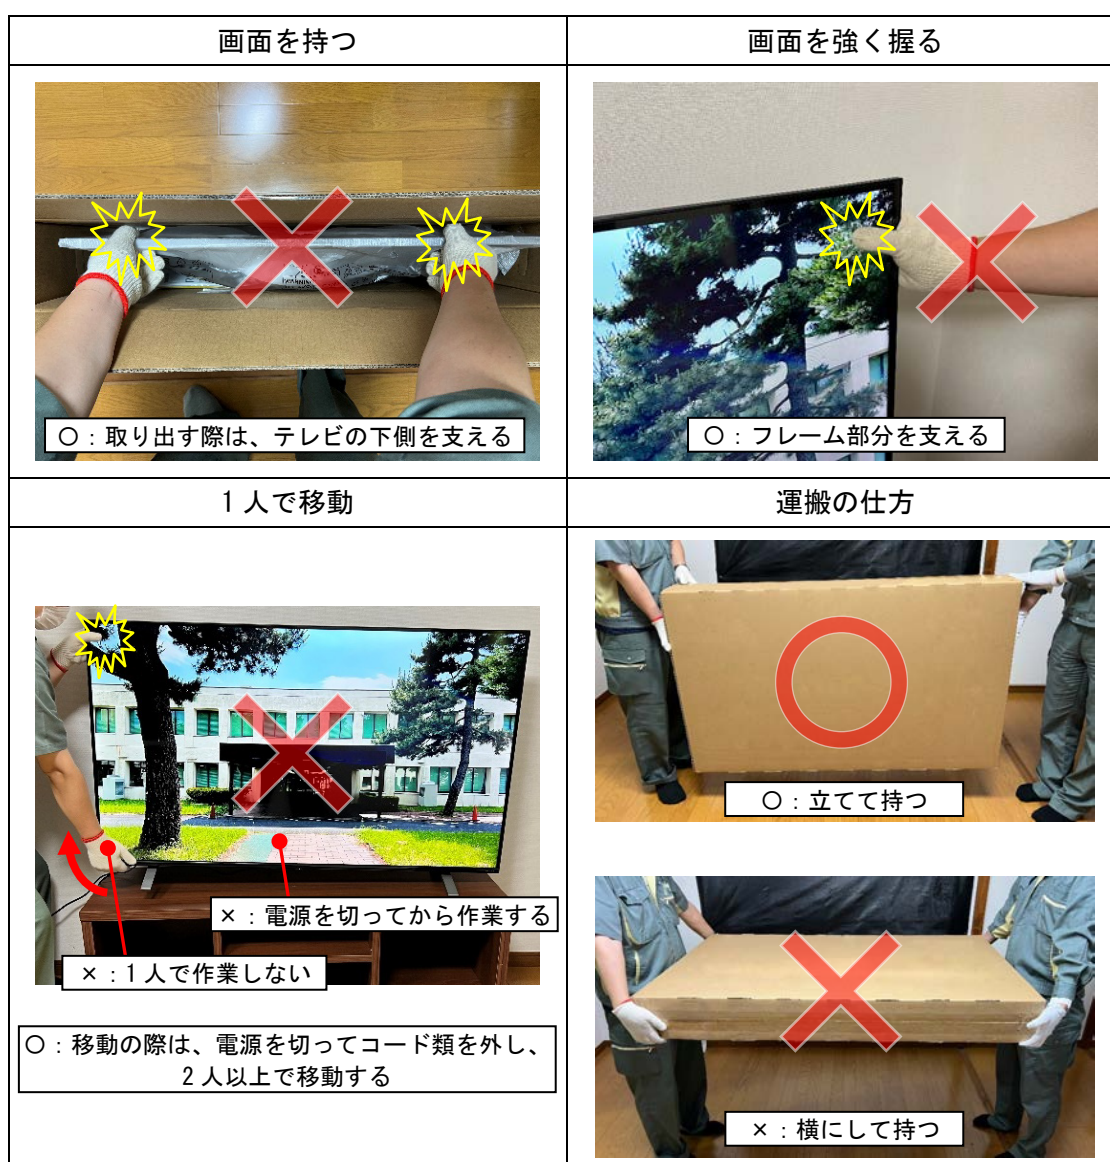 画面を持つ
画面を強く握る
〇：取り出す際は、テレビの下側を支える
〇：フレーム部分を支える
1人で移動
運搬の仕方
〇：立てて持つ
×：電源を切ってから作業する
×：1人で作業しない
〇：移動の際は、電源を切ってコード類を外し、
2人以上で移動する
×：横にして持つ